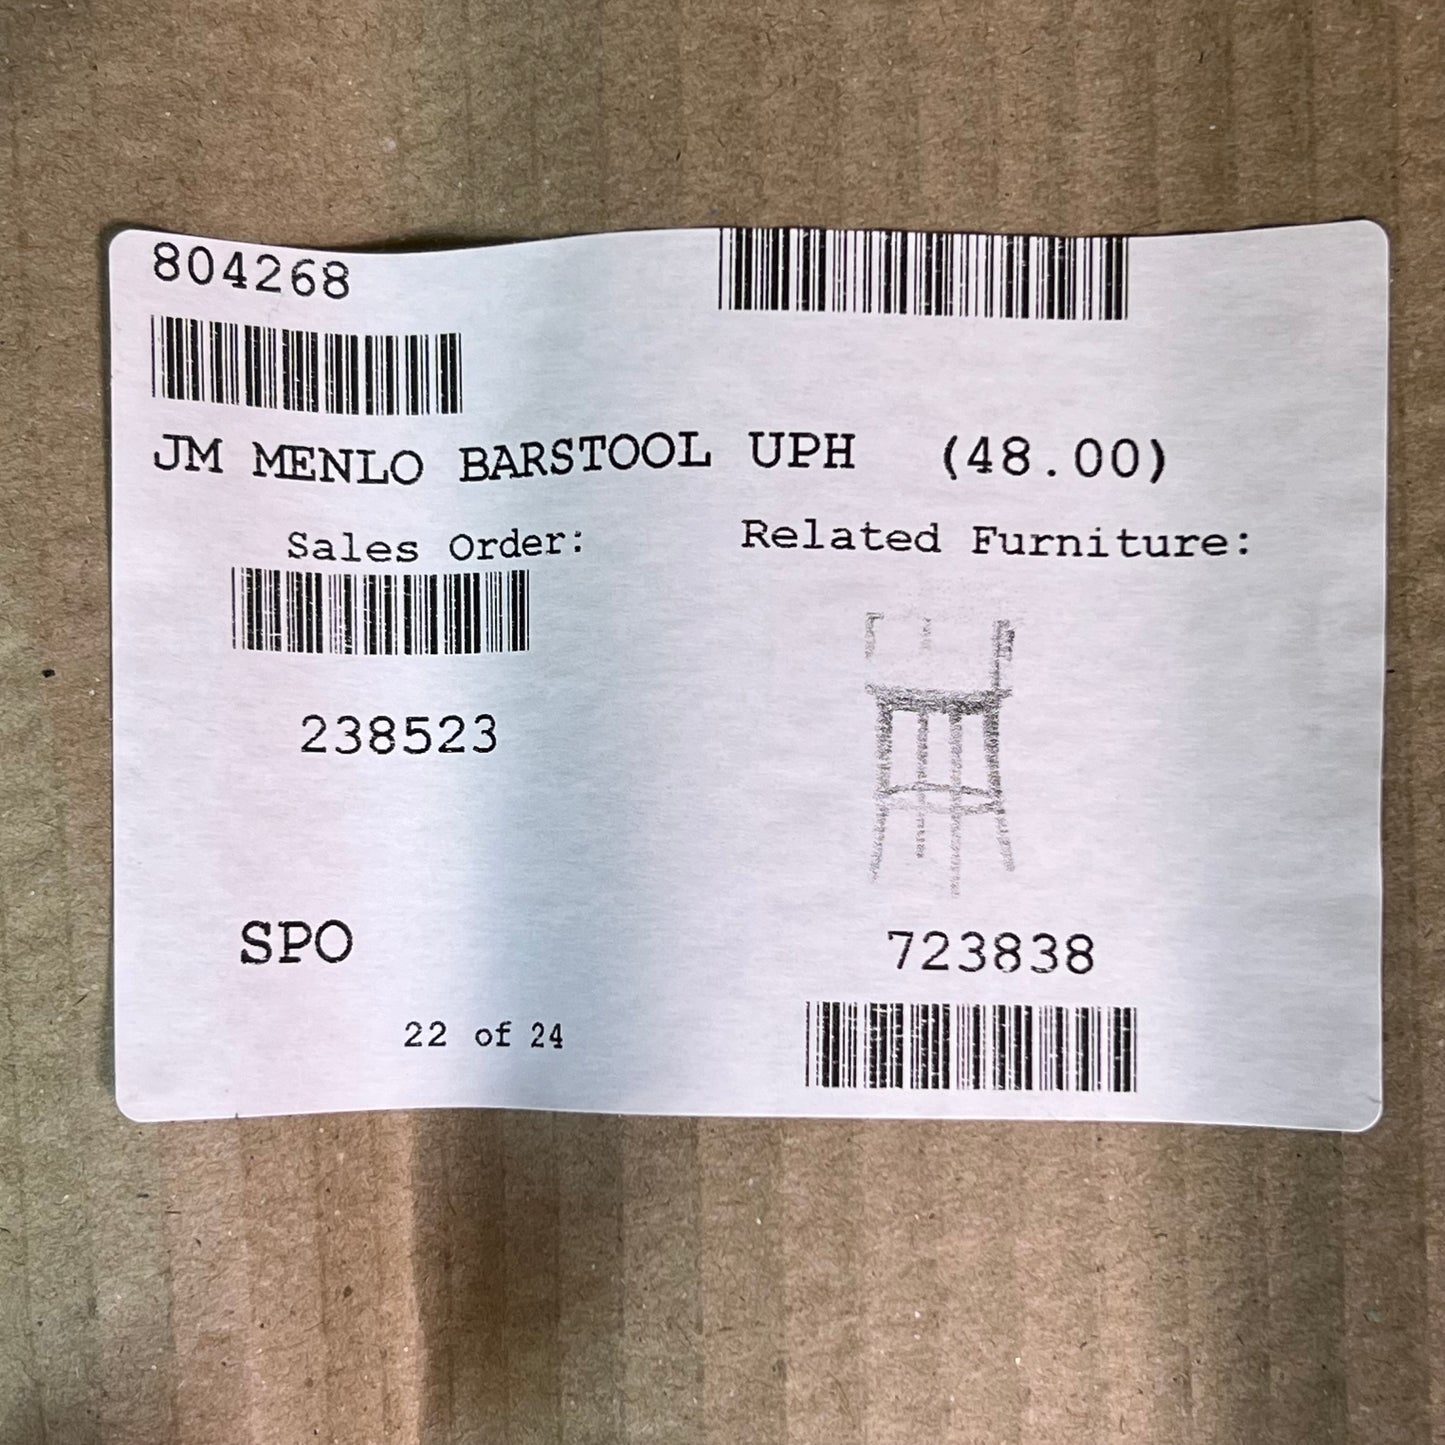 804268
JM MENLO BARSTOOL UPH (48.00)
Sales Order:
Related Furniture:
238523
SPO
723838
22 of 24